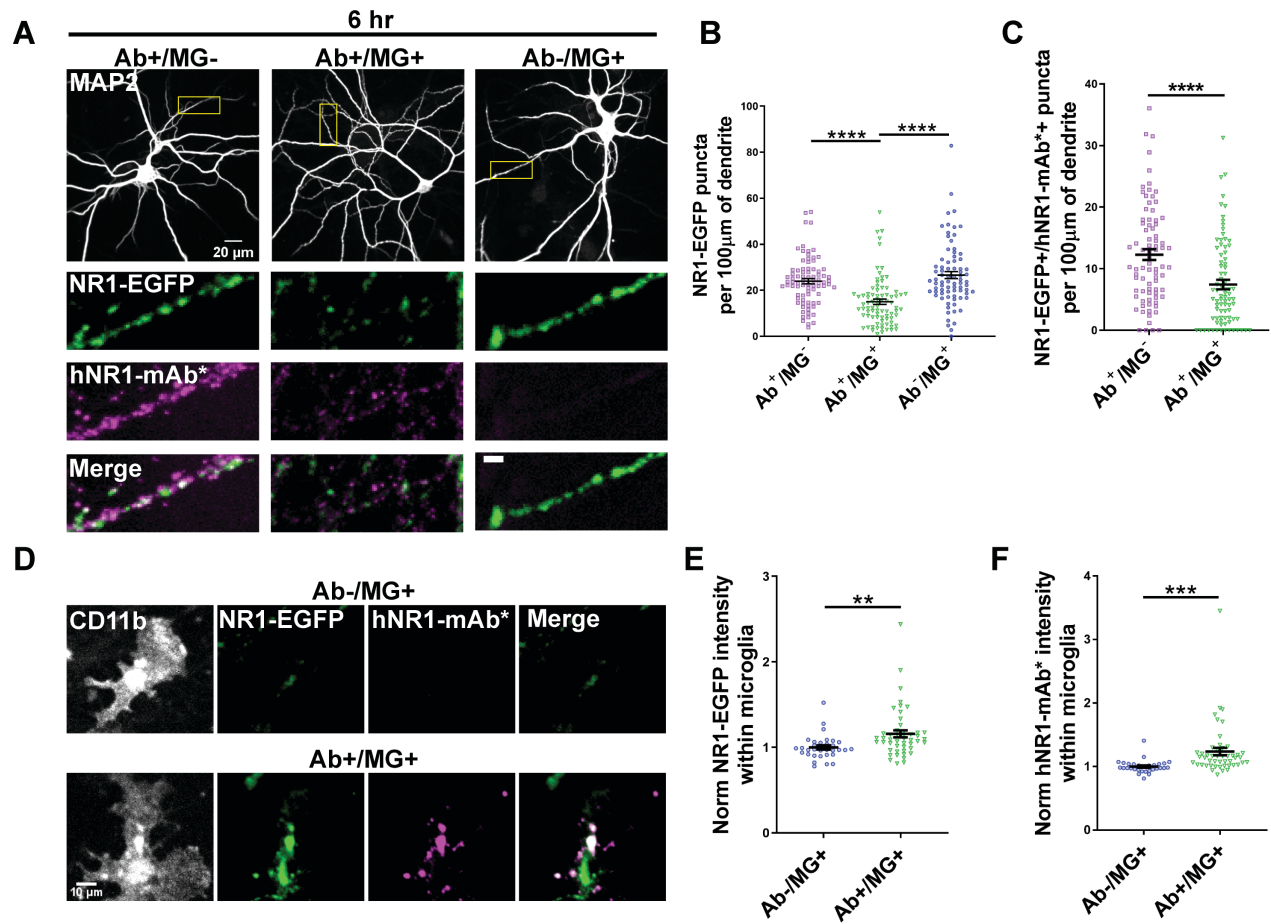 A
6 hr
Ab+/MG-
Ab+/MG+
Ab-/MG+
MAP2
20 µm
NR1-EGFP
hNR1-mAb*
Merge
B
NR1-EGFP puncta
per 100µm of dendrite
100
80
60
40
20
0
****
****
Ab+/MG-
Ab+/MG+
Ab-/MG+
C
NR1-EGFP+/hNR1-mAb*+ puncta
per 100µm of dendrite
40
30
20
10
0
****
Ab+/MG-
Ab+/MG+
D
Ab-/MG+
CD11b
NR1-EGFP
hNR1-mAb*
Merge
Ab+/MG+
10 µm
E
Norm NR1-EGFP intensity
within microglia
3
2
1
0
**
Ab-/MG+
Ab+/MG+
F
Norm hNR1-mAb* intensity
within microglia
4
3
2
1
0
***
Ab-/MG+
Ab+/MG+